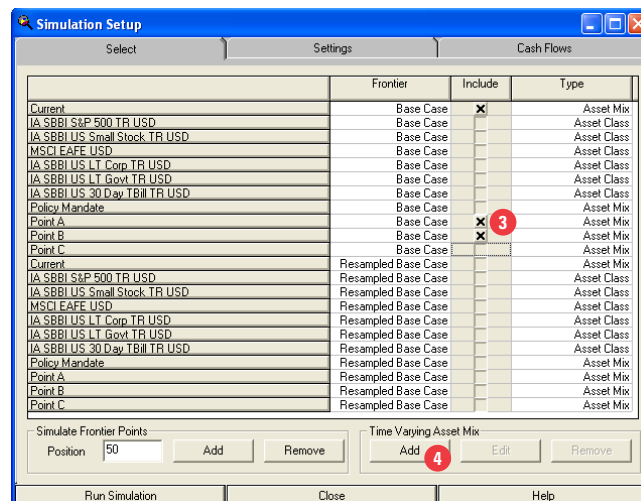 Simulation Setup
Select Settings Cash Flows
Frontier Include Type
Current Base Case Asset Mix
IA SBBI S&P 500 TR USD Base Case Asset Class
IA SBBI US Small Stock TR USD Base Case Asset Class
MSCI EAFE USD Base Case Asset Class
IA SBBI US LT Corp TR USD Base Case Asset Class
IA SBBI US LT Govt TR USD Base Case Asset Class
IA SBBI US 30 Day TBill TR USD Base Case Asset Class
Policy Mandate Base Case Asset Mix
Point A Base Case Asset Mix
3
Point B Base Case Asset Mix
Point C Base Case Asset Mix
Current Resampled Base Case Asset Mix
IA SBBI S&P 500 TR USD Resampled Base Case Asset Class
IA SBBI US Small Stock TR USD Resampled Base Case Asset Class
MSCI EAFE USD Resampled Base Case Asset Class
IA SBBI US LT Corp TR USD Resampled Base Case Asset Class
IA SBBI US LT Govt TR USD Resampled Base Case Asset Class
IA SBBI US 30 Day TBill TR USD Resampled Base Case Asset Class
Policy Mandate Resampled Base Case Asset Mix
Point A Resampled Base Case Asset Mix
Point B Resampled Base Case Asset Mix
Point C Resampled Base Case Asset Mix
Simulate Frontier Points Time Varying Asset Mix
Position 50 Add Remove Add 4 Edit Remove
Run Simulation Close Help